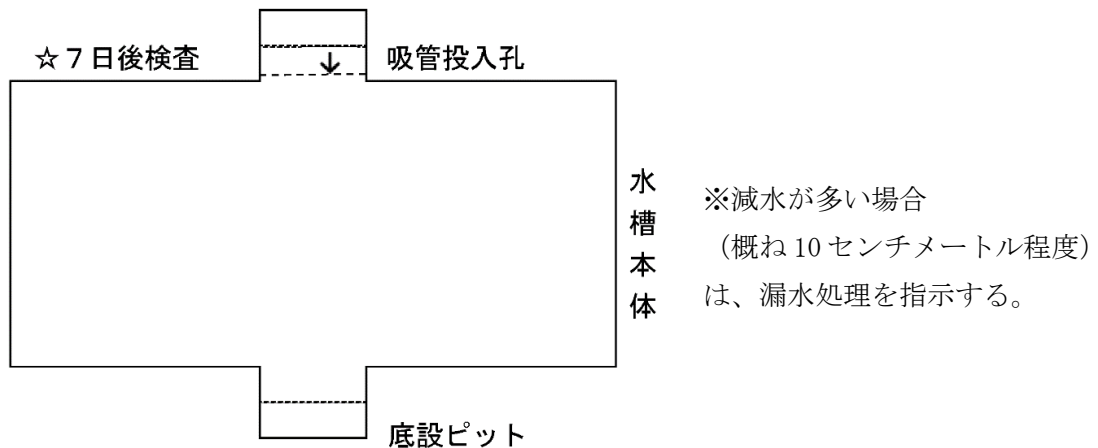 ☆７日後検査
吸管投入孔
水槽本体
※減水が多い場合
（概ね 10 センチメートル程度）
は、漏水処理を指示する。
底設ピット